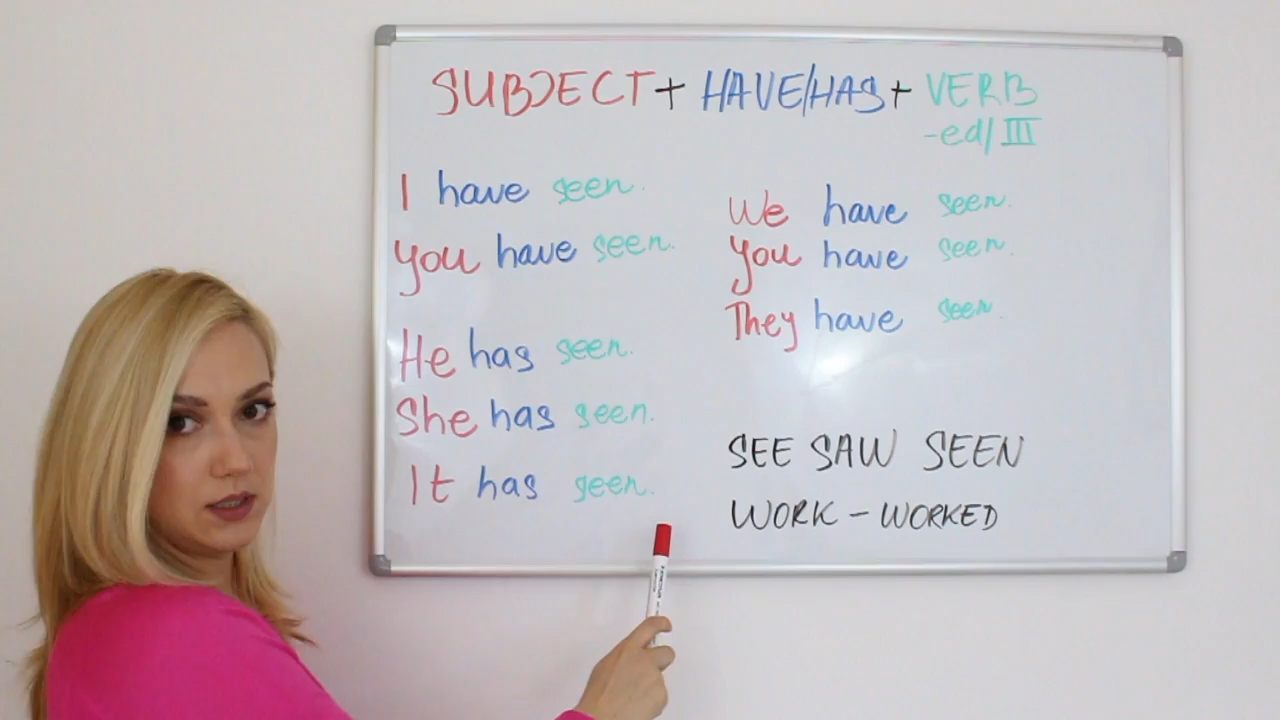 SUBJECT + HAVE/HAS + VERB
-ed/III
I have seen.
you have seen.
He has seen.
She has seen.
It has seen.
We have seen.
you have seen.
They have seen.
SEE SAW SEEN
WORK - WORKED